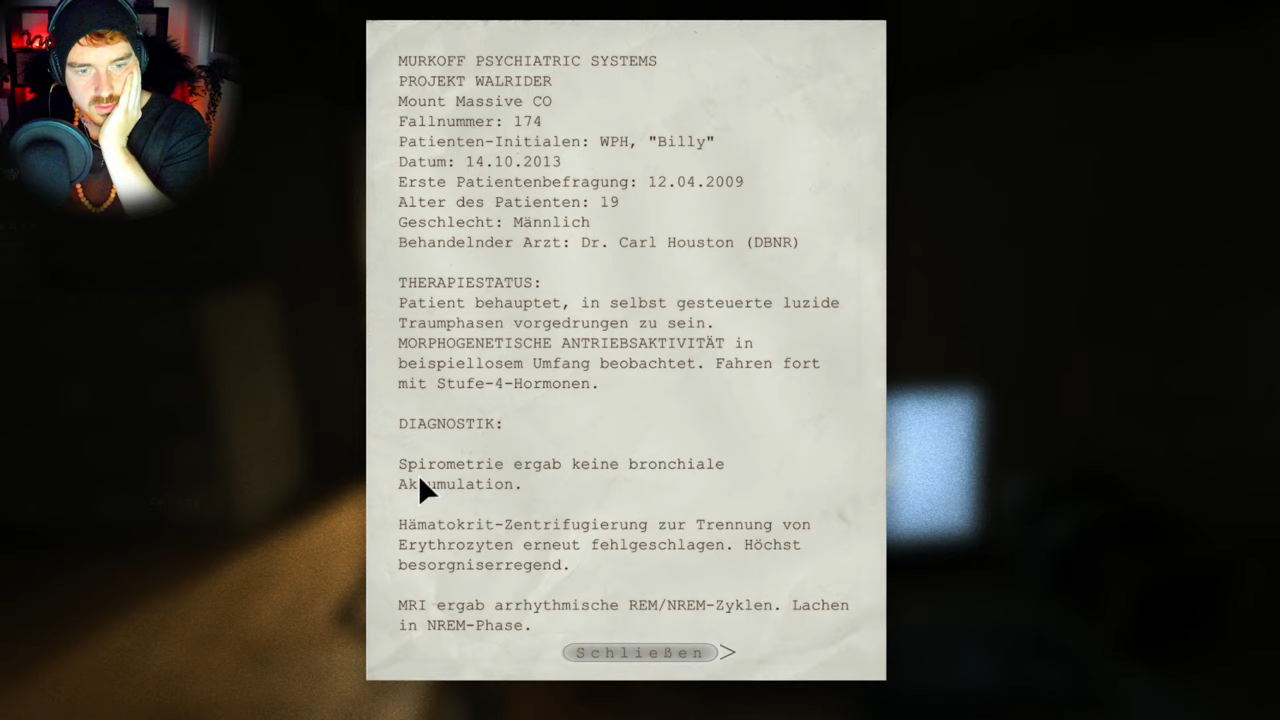 MURKOFF PSYCHIATRIC SYSTEMS
PROJEKT WALRIDER
Mount Massive CO
Fallnummer: 174
Patienten-Initialen: WPH, "Billy"
Datum: 14.10.2013
Erste Patientenbefragung: 12.04.2009
Alter des Patienten: 19
Geschlecht: Männlich
Behandelnder Arzt: Dr. Carl Houston (DBNR)
THERAPIESTATUS:
Patient behauptet, in selbst gesteuerte luzide
Traumphasen vorgedrungen zu sein.
MORPHOGENETISCHE ANTRIEBSAKTIVITÄT in
beispiellosem Umfang beobachtet. Fahren fort
mit Stufe-4-Hormonen.
DIAGNOSTIK:
Spirometrie ergab keine bronchiale
Akkumulation.
Hämatokrit-Zentrifugierung zur Trennung von
Erythrozyten erneut fehlgeschlagen. Höchst
besorgniserregend.
MRI ergab arrhythmische REM/NREM-Zyklen. Lachen
in NREM-Phase.
Schließen >